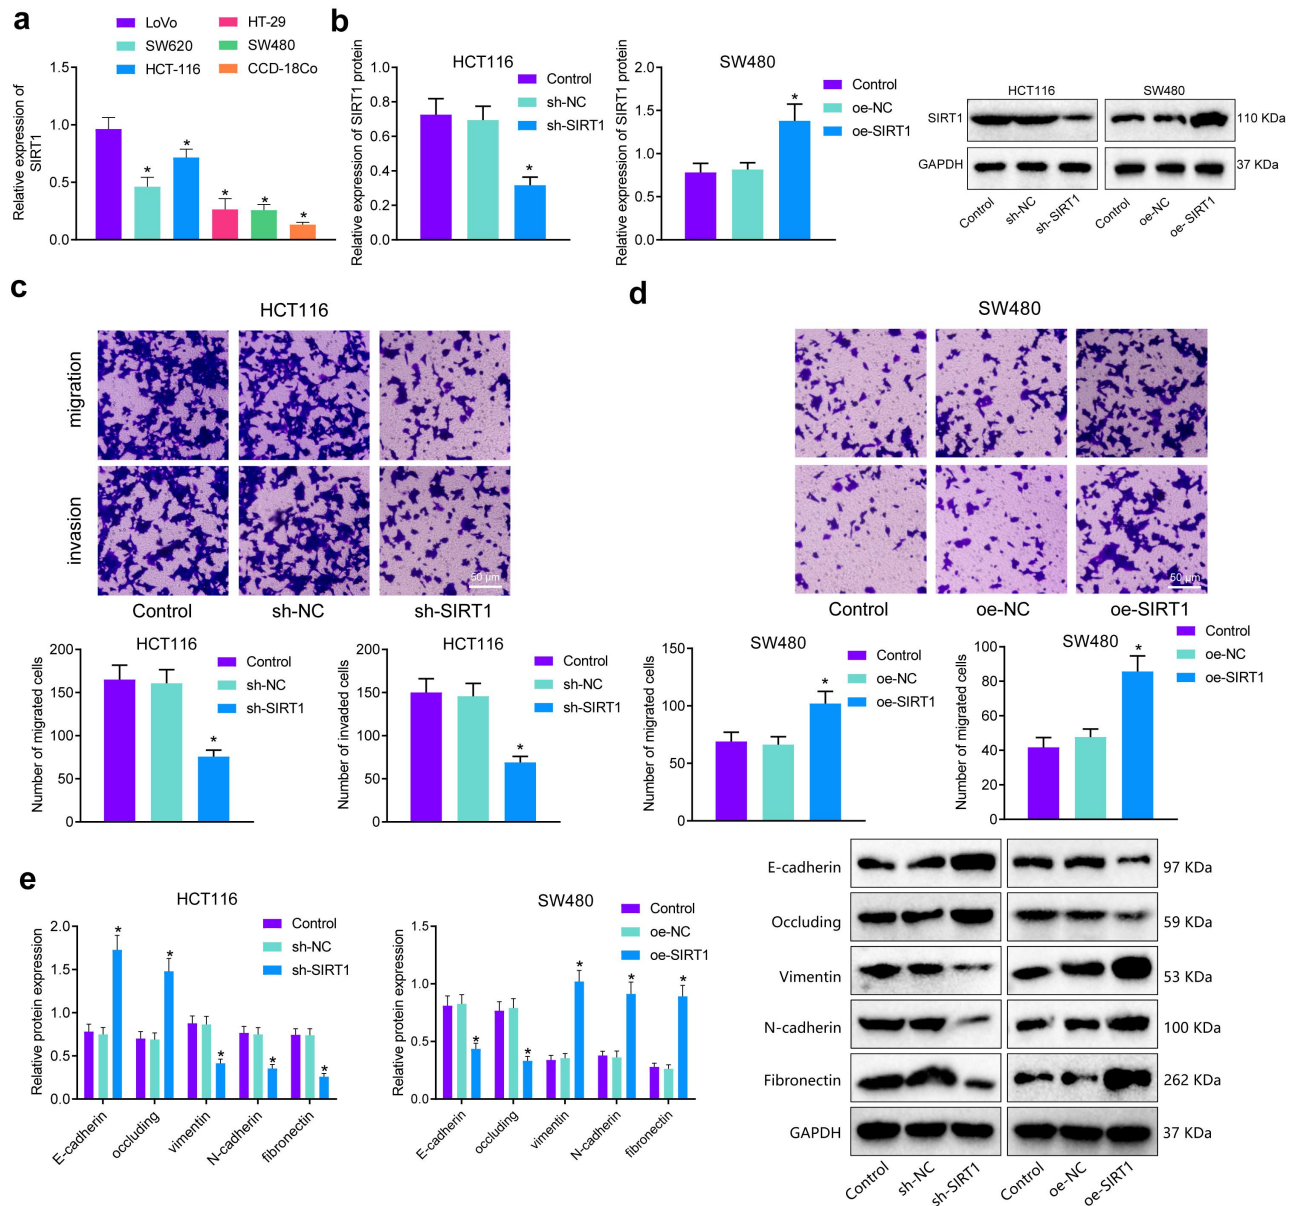 a
LoVo
SW620
HCT-116
HT-29
SW480
CCD-18Co
Relative expression of
SIRT1
1.5
1.0
0.5
0.0
*
*
*
*
*
b
HCT116
Relative expression of SIRT1 protein
1.0
0.8
0.6
0.4
0.2
0.0
Control
sh-NC
sh-SIRT1
*
SW480
Relative expression of SIRT1 protein
2.0
1.5
1.0
0.5
0.0
Control
oe-NC
oe-SIRT1
*
HCT116
SW480
SIRT1
110 KDa
GAPDH
37 KDa
Control
sh-NC
sh-SIRT1
Control
oe-NC
oe-SIRT1
c
HCT116
migration
invasion
50 μm
Control
sh-NC
sh-SIRT1
HCT116
Number of migrated cells
200
150
100
50
0
Control
sh-NC
sh-SIRT1
*
HCT116
Number of invaded cells
200
150
100
50
0
Control
sh-NC
sh-SIRT1
*
d
SW480
50 μm
Control
oe-NC
oe-SIRT1
SW480
Number of migrated cells
150
100
50
0
Control
oe-NC
oe-SIRT1
*
SW480
Number of migrated cells
100
80
60
40
20
0
Control
oe-NC
oe-SIRT1
*
e
HCT116
Relative protein expression
2.0
1.5
1.0
0.5
0.0
Control
sh-NC
sh-SIRT1
*
*
*
*
*
E-cadherin
occluding
vimentin
N-cadherin
fibronectin
SW480
Relative protein expression
1.5
1.0
0.5
0.0
Control
oe-NC
oe-SIRT1
*
*
*
*
*
E-cadherin
occluding
vimentin
N-cadherin
fibronectin
E-cadherin
97 KDa
Occluding
59 KDa
Vimentin
53 KDa
N-cadherin
100 KDa
Fibronectin
262 KDa
GAPDH
37 KDa
Control
sh-NC
sh-SIRT1
Control
oe-NC
oe-SIRT1